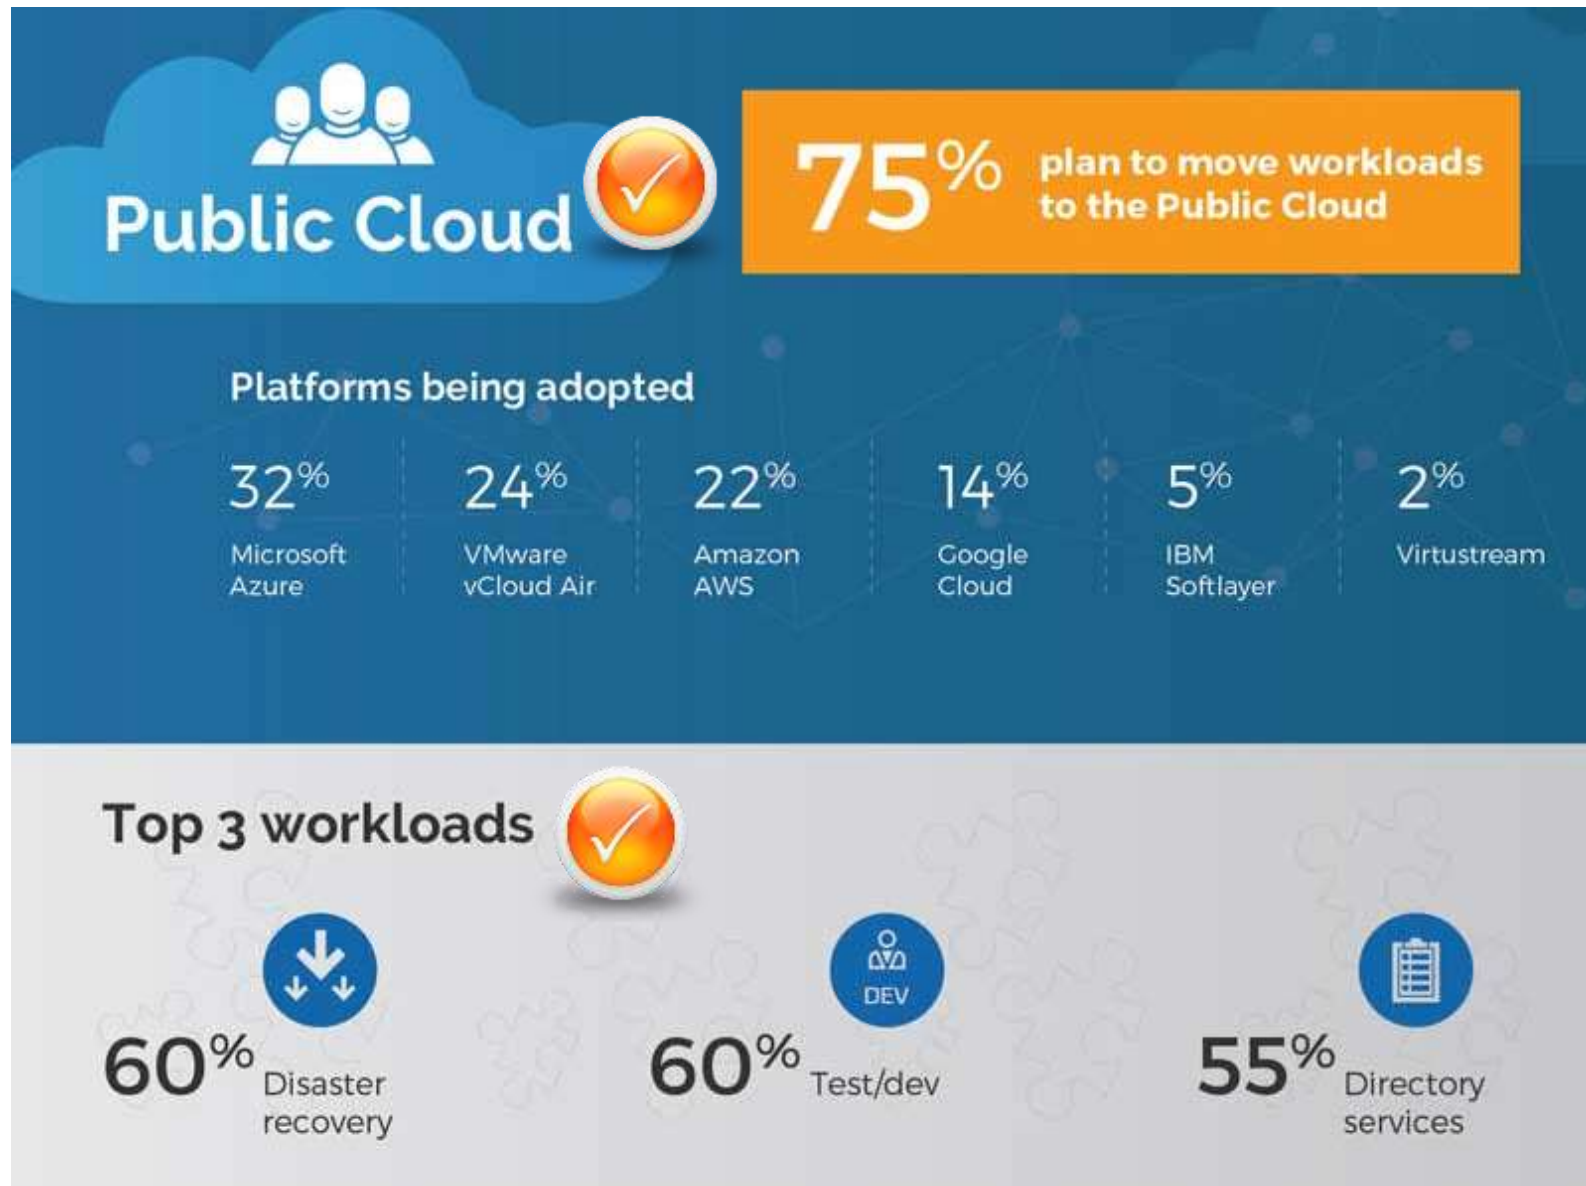 Public Cloud
75% plan to move workloads
to the Public Cloud
Platforms being adopted
32%
Microsoft
Azure
24%
VMware
vCloud Air
22%
Amazon
AWS
14%
Google
Cloud
5%
IBM
Softlayer
2%
Virtustream
Top 3 workloads
60% Disaster
recovery
DEV
60% Test/dev
55% Directory
services